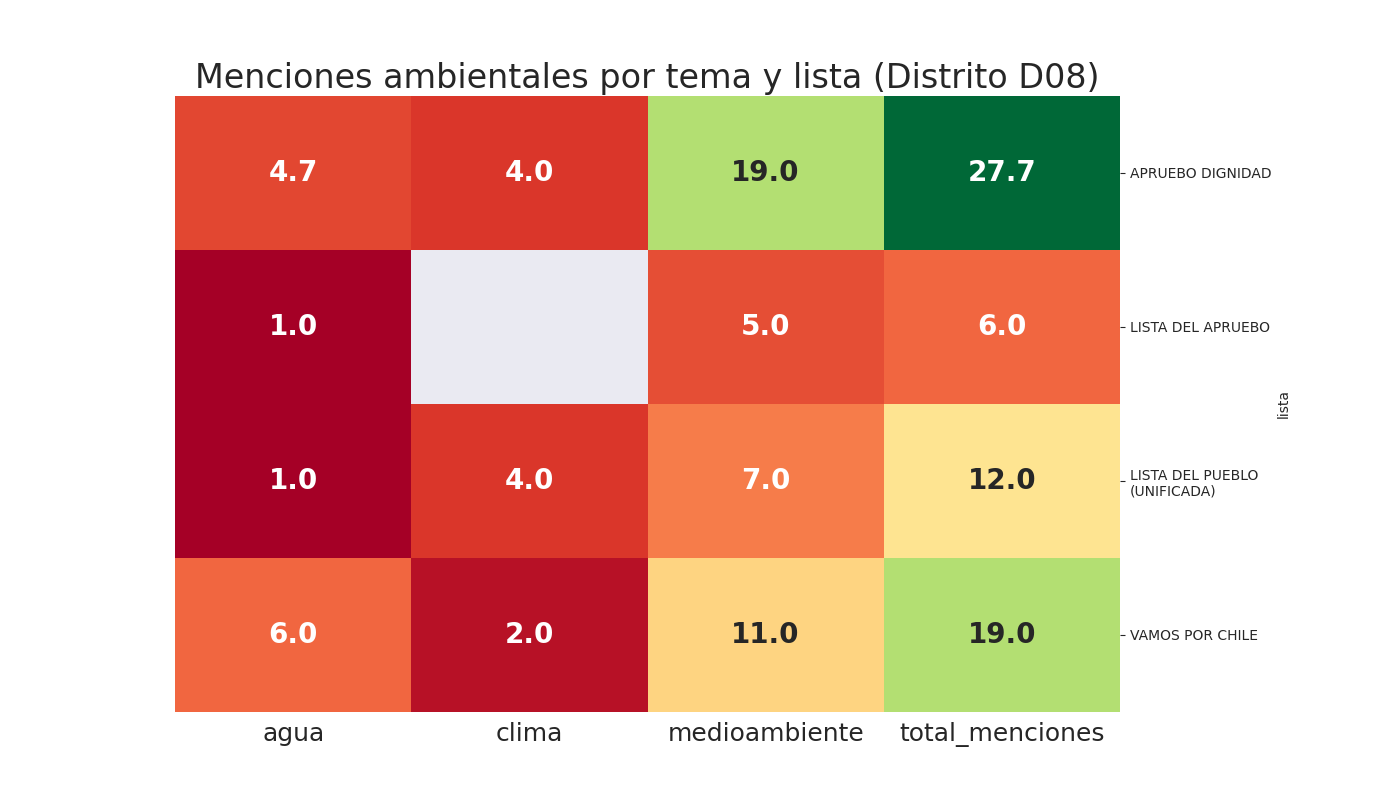 Menciones ambientales por tema y lista (Distrito D08)
4.7 4.0 19.0 27.7 APRUEBO DIGNIDAD
1.0 5.0 6.0 LISTA DEL APRUEBO
lista
1.0 4.0 7.0 12.0 LISTA DEL PUEBLO
(UNIFICADA)
6.0 2.0 11.0 19.0 VAMOS POR CHILE
agua clima medioambiente total_menciones